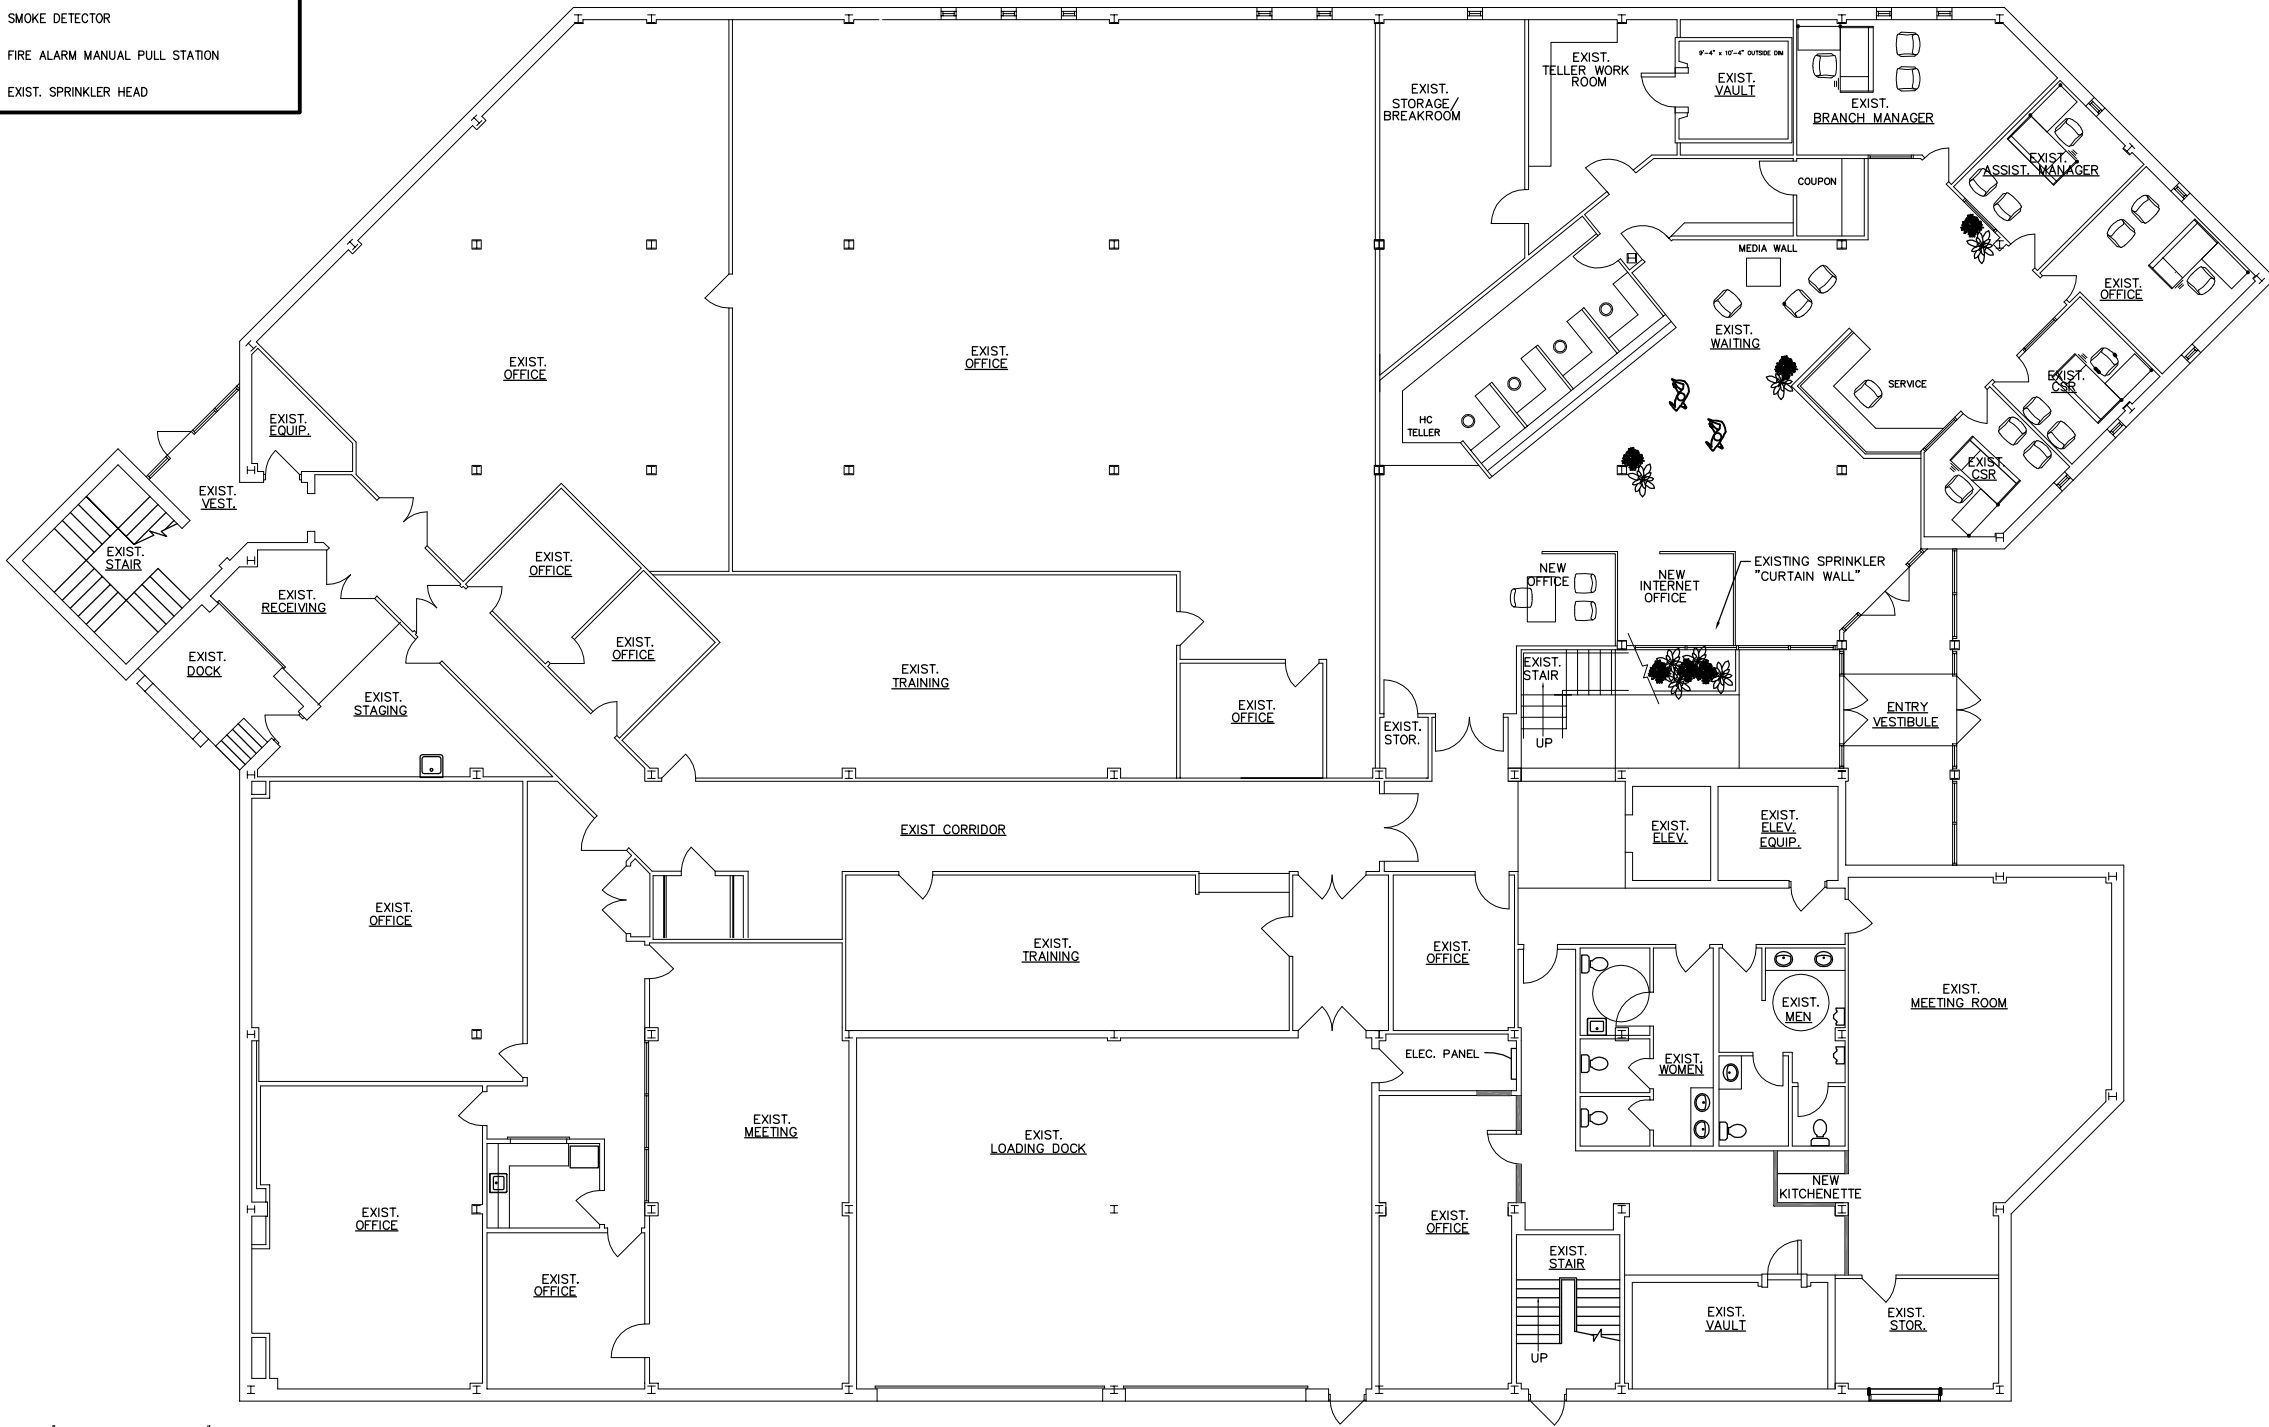 SMOKE DETECTOR
FIRE ALARM MANUAL PULL STATION
EXIST. SPRINKLER HEAD
EXIST.
STORAGE/
BREAKROOM
EXIST.
TELLER WORK
ROOM
9'-4" x 10'-4" OUTSIDE DIM
EXIST.
VAULT
EXIST.
BRANCH MANAGER
EXIST.
ASSIST. MANAGER
COUPON
MEDIA WALL
EXIST.
OFFICE
EXIST.
WAITING
EXIST.
OFFICE
EXIST.
OFFICE
EXIST.
CSR
SERVICE
EXIST.
EQUIP.
HC
TELLER
EXIST.
CSR
EXIST.
VEST.
EXIST.
STAIR
EXIST.
OFFICE
EXISTING SPRINKLER
"CURTAIN WALL"
NEW
OFFICE
NEW
INTERNET
OFFICE
EXIST.
RECEIVING
EXIST.
OFFICE
EXIST.
DOCK
EXIST.
TRAINING
EXIST.
STAIR
EXIST.
STAGING
EXIST.
OFFICE
ENTRY
VESTIBULE
EXIST.
STOR.
UP
EXIST CORRIDOR
EXIST.
ELEV.
EXIST.
ELEV.
EQUIP.
EXIST.
OFFICE
EXIST.
TRAINING
EXIST.
OFFICE
EXIST.
MEETING ROOM
EXIST.
MEN
ELEC. PANEL
EXIST.
WOMEN
EXIST.
MEETING
EXIST.
LOADING DOCK
NEW
KITCHENETTE
EXIST.
OFFICE
EXIST.
OFFICE
EXIST.
STAIR
EXIST.
OFFICE
EXIST.
VAULT
EXIST.
STOR.
UP